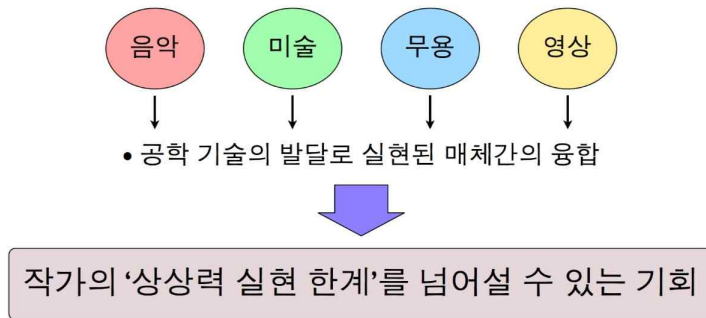 음악 미술 무용 영상
• 공학 기술의 발달로 실현된 매체간의 융합
작가의 ‘상상력 실현 한계’를 넘어설 수 있는 기회